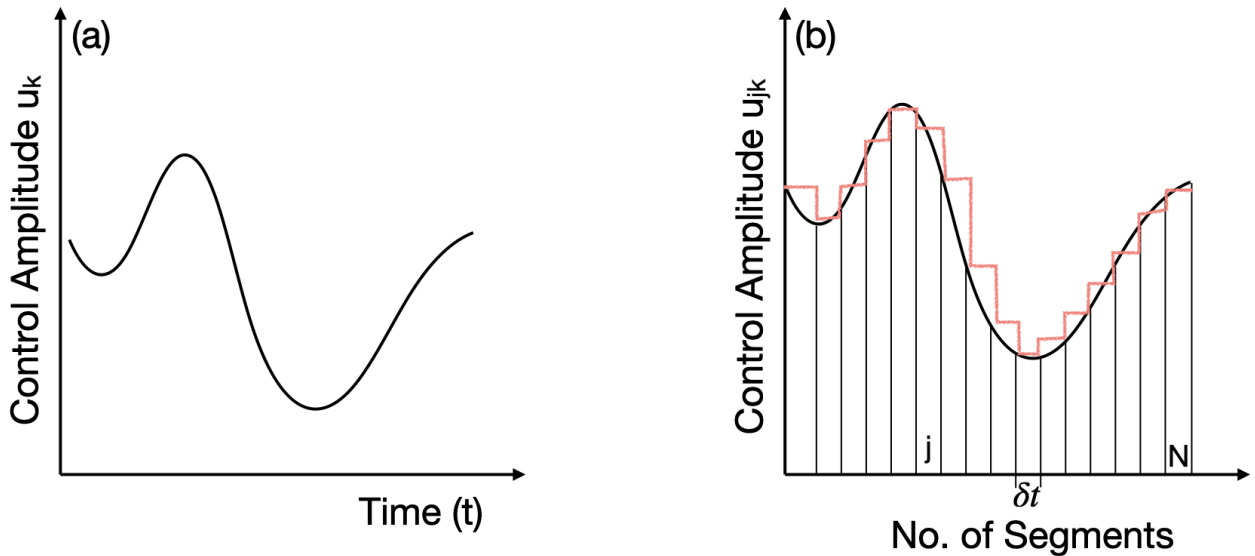 (a)
Control Amplitude uk
Time (t)
(b)
Control Amplitude ujk
j
N
δt
No. of Segments